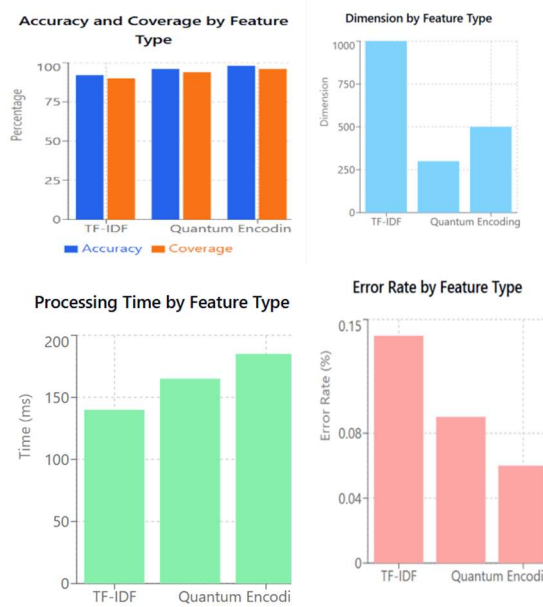 Accuracy and Coverage by Feature
Type
100
75
50
25
0
Percentage
TF-IDF
Quantum Encodin
Accuracy
Coverage
Dimension by Feature Type
1000
750
500
250
0
Dimension
TF-IDF
Quantum Encoding
Processing Time by Feature Type
200
150
100
50
0
Time (ms)
TF-IDF
Quantum Encodi
Error Rate by Feature Type
0.15
0.08
0.04
0
Error Rate (%)
TF-IDF
Quantum Encodi